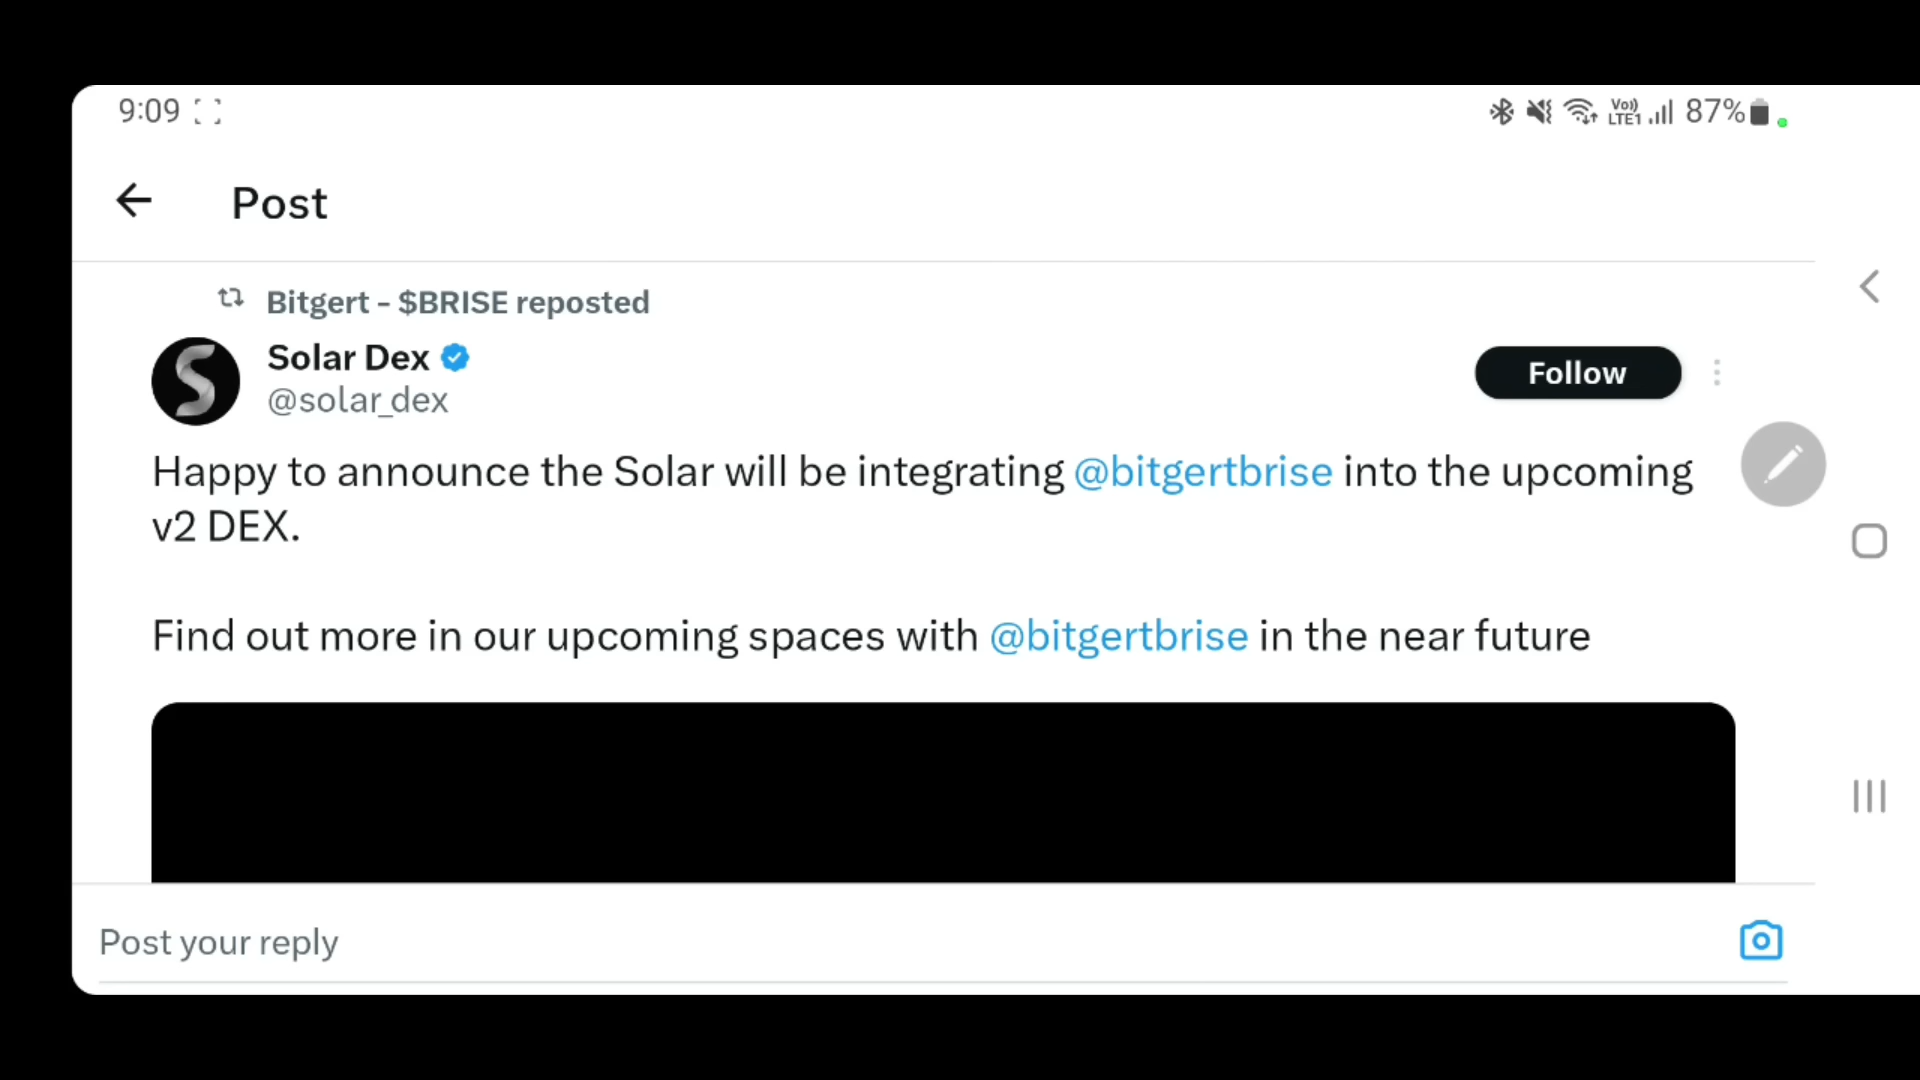 9:09
Vo)) LTE1 87%
Post
Bitgert - $BRISE reposted
Solar Dex
@solar_dex
Follow
Happy to announce the Solar will be integrating @bitgertbrise into the upcoming
v2 DEX.
Find out more in our upcoming spaces with @bitgertbrise in the near future
Post your reply